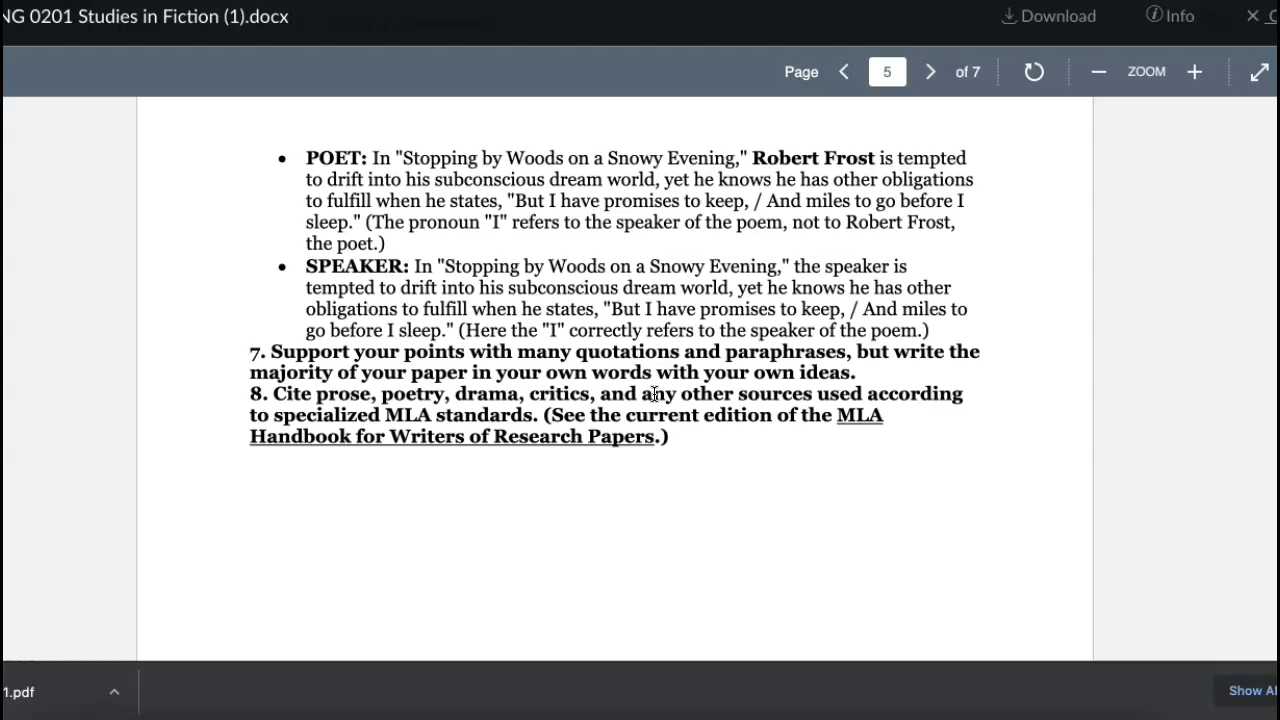 NG 0201 Studies in Fiction (1).docx
Download
Info
Page
5
of 7
ZOOM
• POET: In "Stopping by Woods on a Snowy Evening," Robert Frost is tempted
to drift into his subconscious dream world, yet he knows he has other obligations
to fulfill when he states, "But I have promises to keep, / And miles to go before I
sleep." (The pronoun "I" refers to the speaker of the poem, not to Robert Frost,
the poet.)
• SPEAKER: In "Stopping by Woods on a Snowy Evening," the speaker is
tempted to drift into his subconscious dream world, yet he knows he has other
obligations to fulfill when he states, "But I have promises to keep, / And miles to
go before I sleep." (Here the "I" correctly refers to the speaker of the poem.)
7. Support your points with many quotations and paraphrases, but write the
majority of your paper in your own words with your own ideas.
8. Cite prose, poetry, drama, critics, and any other sources used according
to specialized MLA standards. (See the current edition of the MLA
Handbook for Writers of Research Papers.)
1.pdf
Show